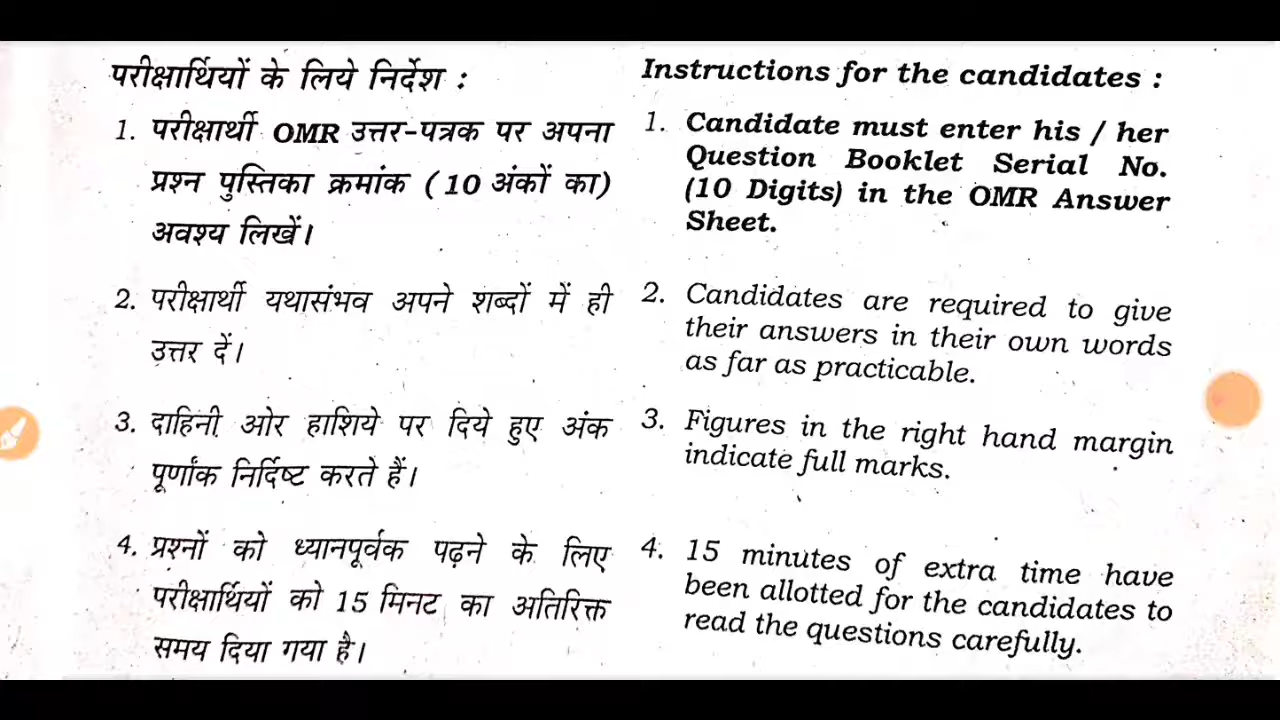 परीक्षार्थियों के लिये निर्देश :
1. परीक्षार्थी OMR उत्तर-पत्रक पर अपना
प्रश्न पुस्तिका क्रमांक (10 अंकों का)
अवश्य लिखें।
2. परीक्षार्थी यथासंभव अपने शब्दों में ही
उत्तर दें।
3. दाहिनी ओर हाशिये पर दिये हुए अंक
पूर्णांक निर्दिष्ट करते हैं।
4. प्रश्नों को ध्यानपूर्वक पढ़ने के लिए
परीक्षार्थियों को 15 मिनट का अतिरिक्त
समय दिया गया है।
Instructions for the candidates :
1. Candidate must enter his / her
Question Booklet Serial No.
(10 Digits) in the OMR Answer
Sheet.
2. Candidates are required to give
their answers in their own words
as far as practicable.
3. Figures in the right hand margin
indicate full marks.
4. 15 minutes of extra time have
been allotted for the candidates to
read the questions carefully.